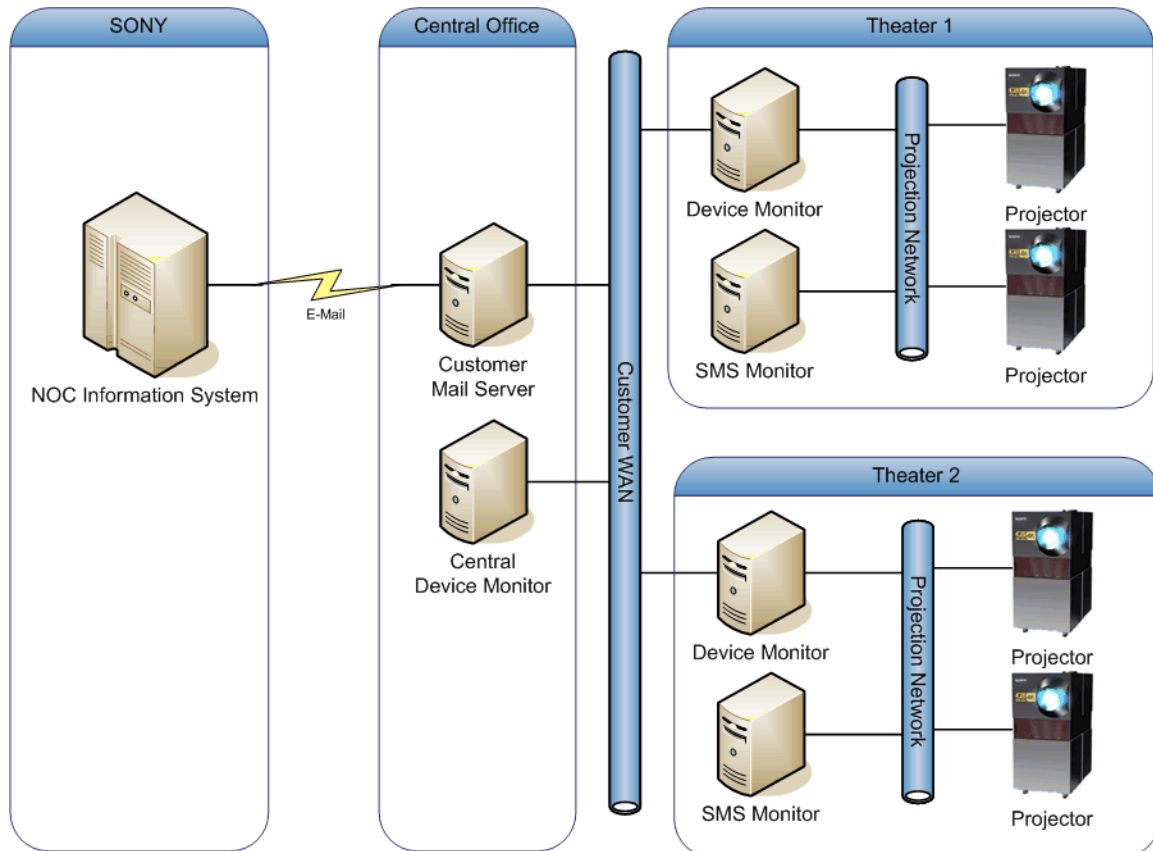 SONY
NOC Information System
E-Mail
Central Office
Customer
Mail Server
Central
Device Monitor
Customer WAN
Theater 1
Device Monitor
SMS Monitor
Projection Network
Projector
Projector
Theater 2
Device Monitor
SMS Monitor
Projection Network
Projector
Projector